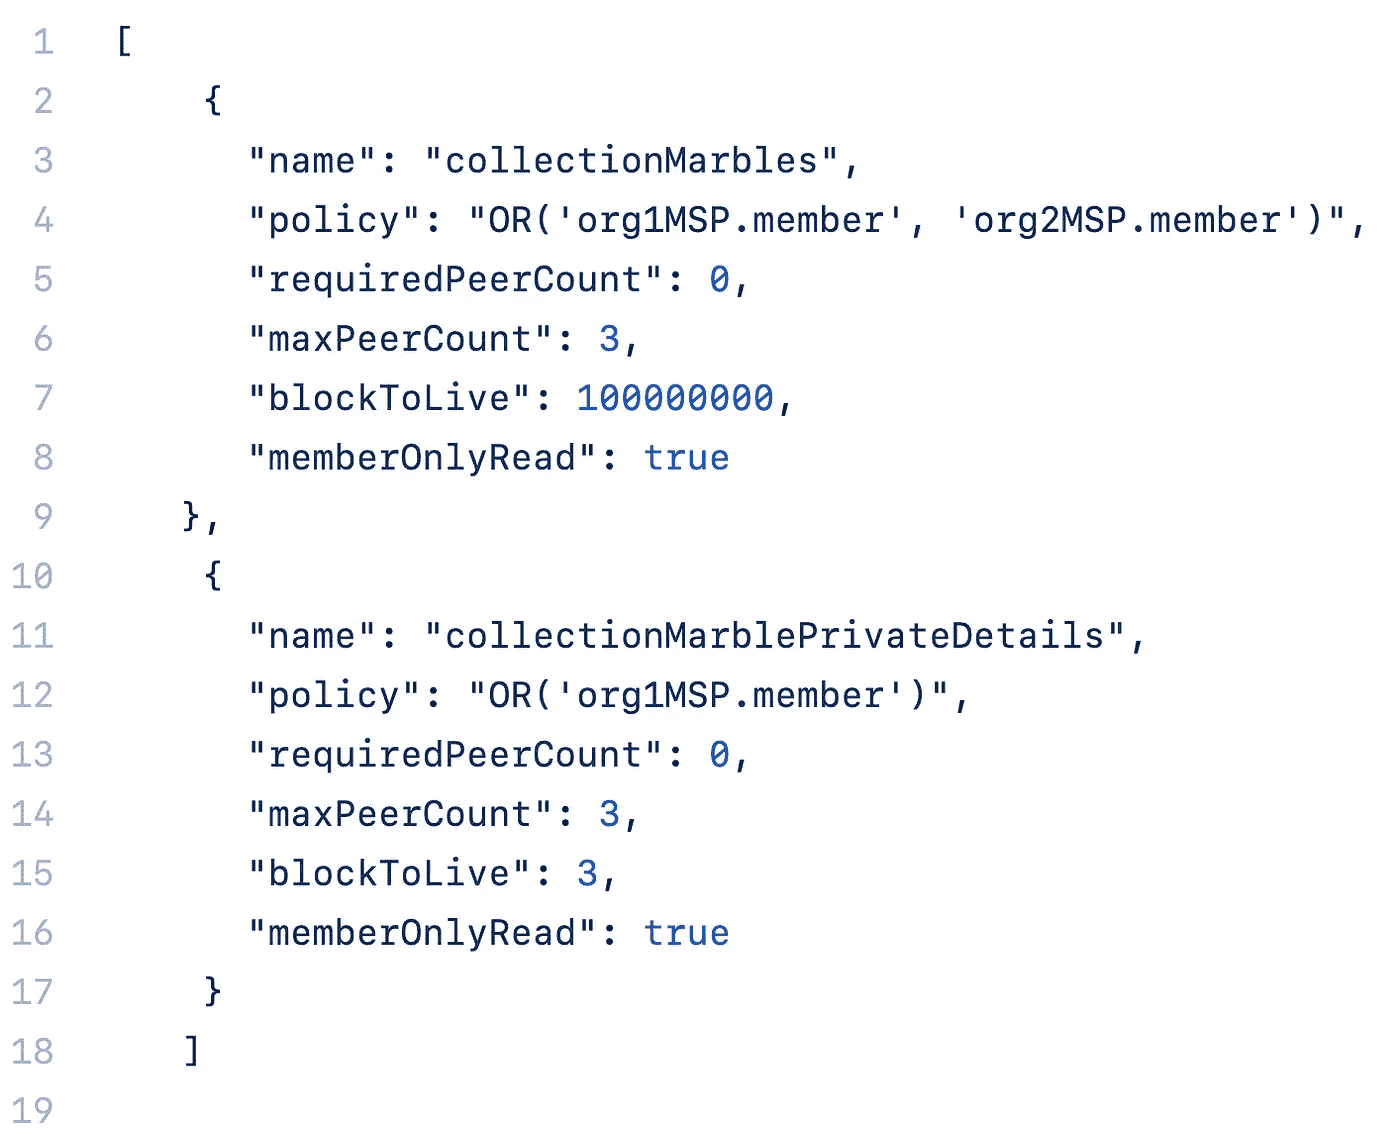 1 [
2 {
3 "name": "collectionMarbles",
4 "policy": "OR('org1MSP.member', 'org2MSP.member')",
5 "requiredPeerCount": 0,
6 "maxPeerCount": 3,
7 "blockToLive": 100000000,
8 "memberOnlyRead": true
9 },
10 {
11 "name": "collectionMarblePrivateDetails",
12 "policy": "OR('org1MSP.member')",
13 "requiredPeerCount": 0,
14 "maxPeerCount": 3,
15 "blockToLive": 3,
16 "memberOnlyRead": true
17 }
18 ]
19